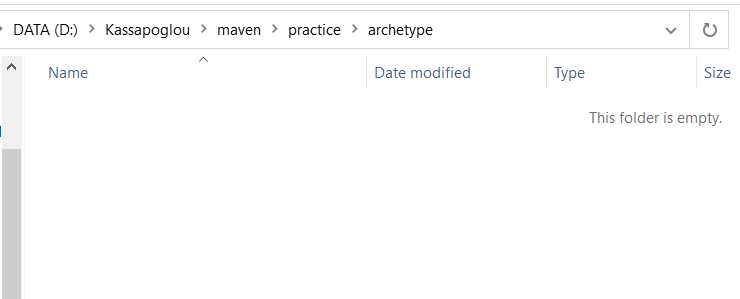 DATA (D:) > Kassapoglou > maven > practice > archetype
Name Date modified Type Size
This folder is empty.